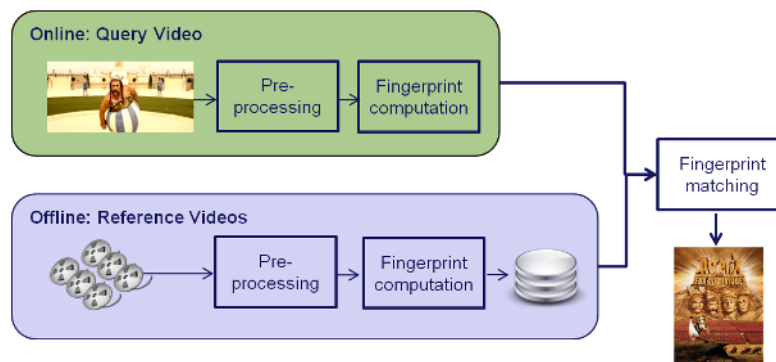 Online: Query Video
Pre-
processing
Fingerprint
computation
Fingerprint
matching
Offline: Reference Videos
Pre-
processing
Fingerprint
computation